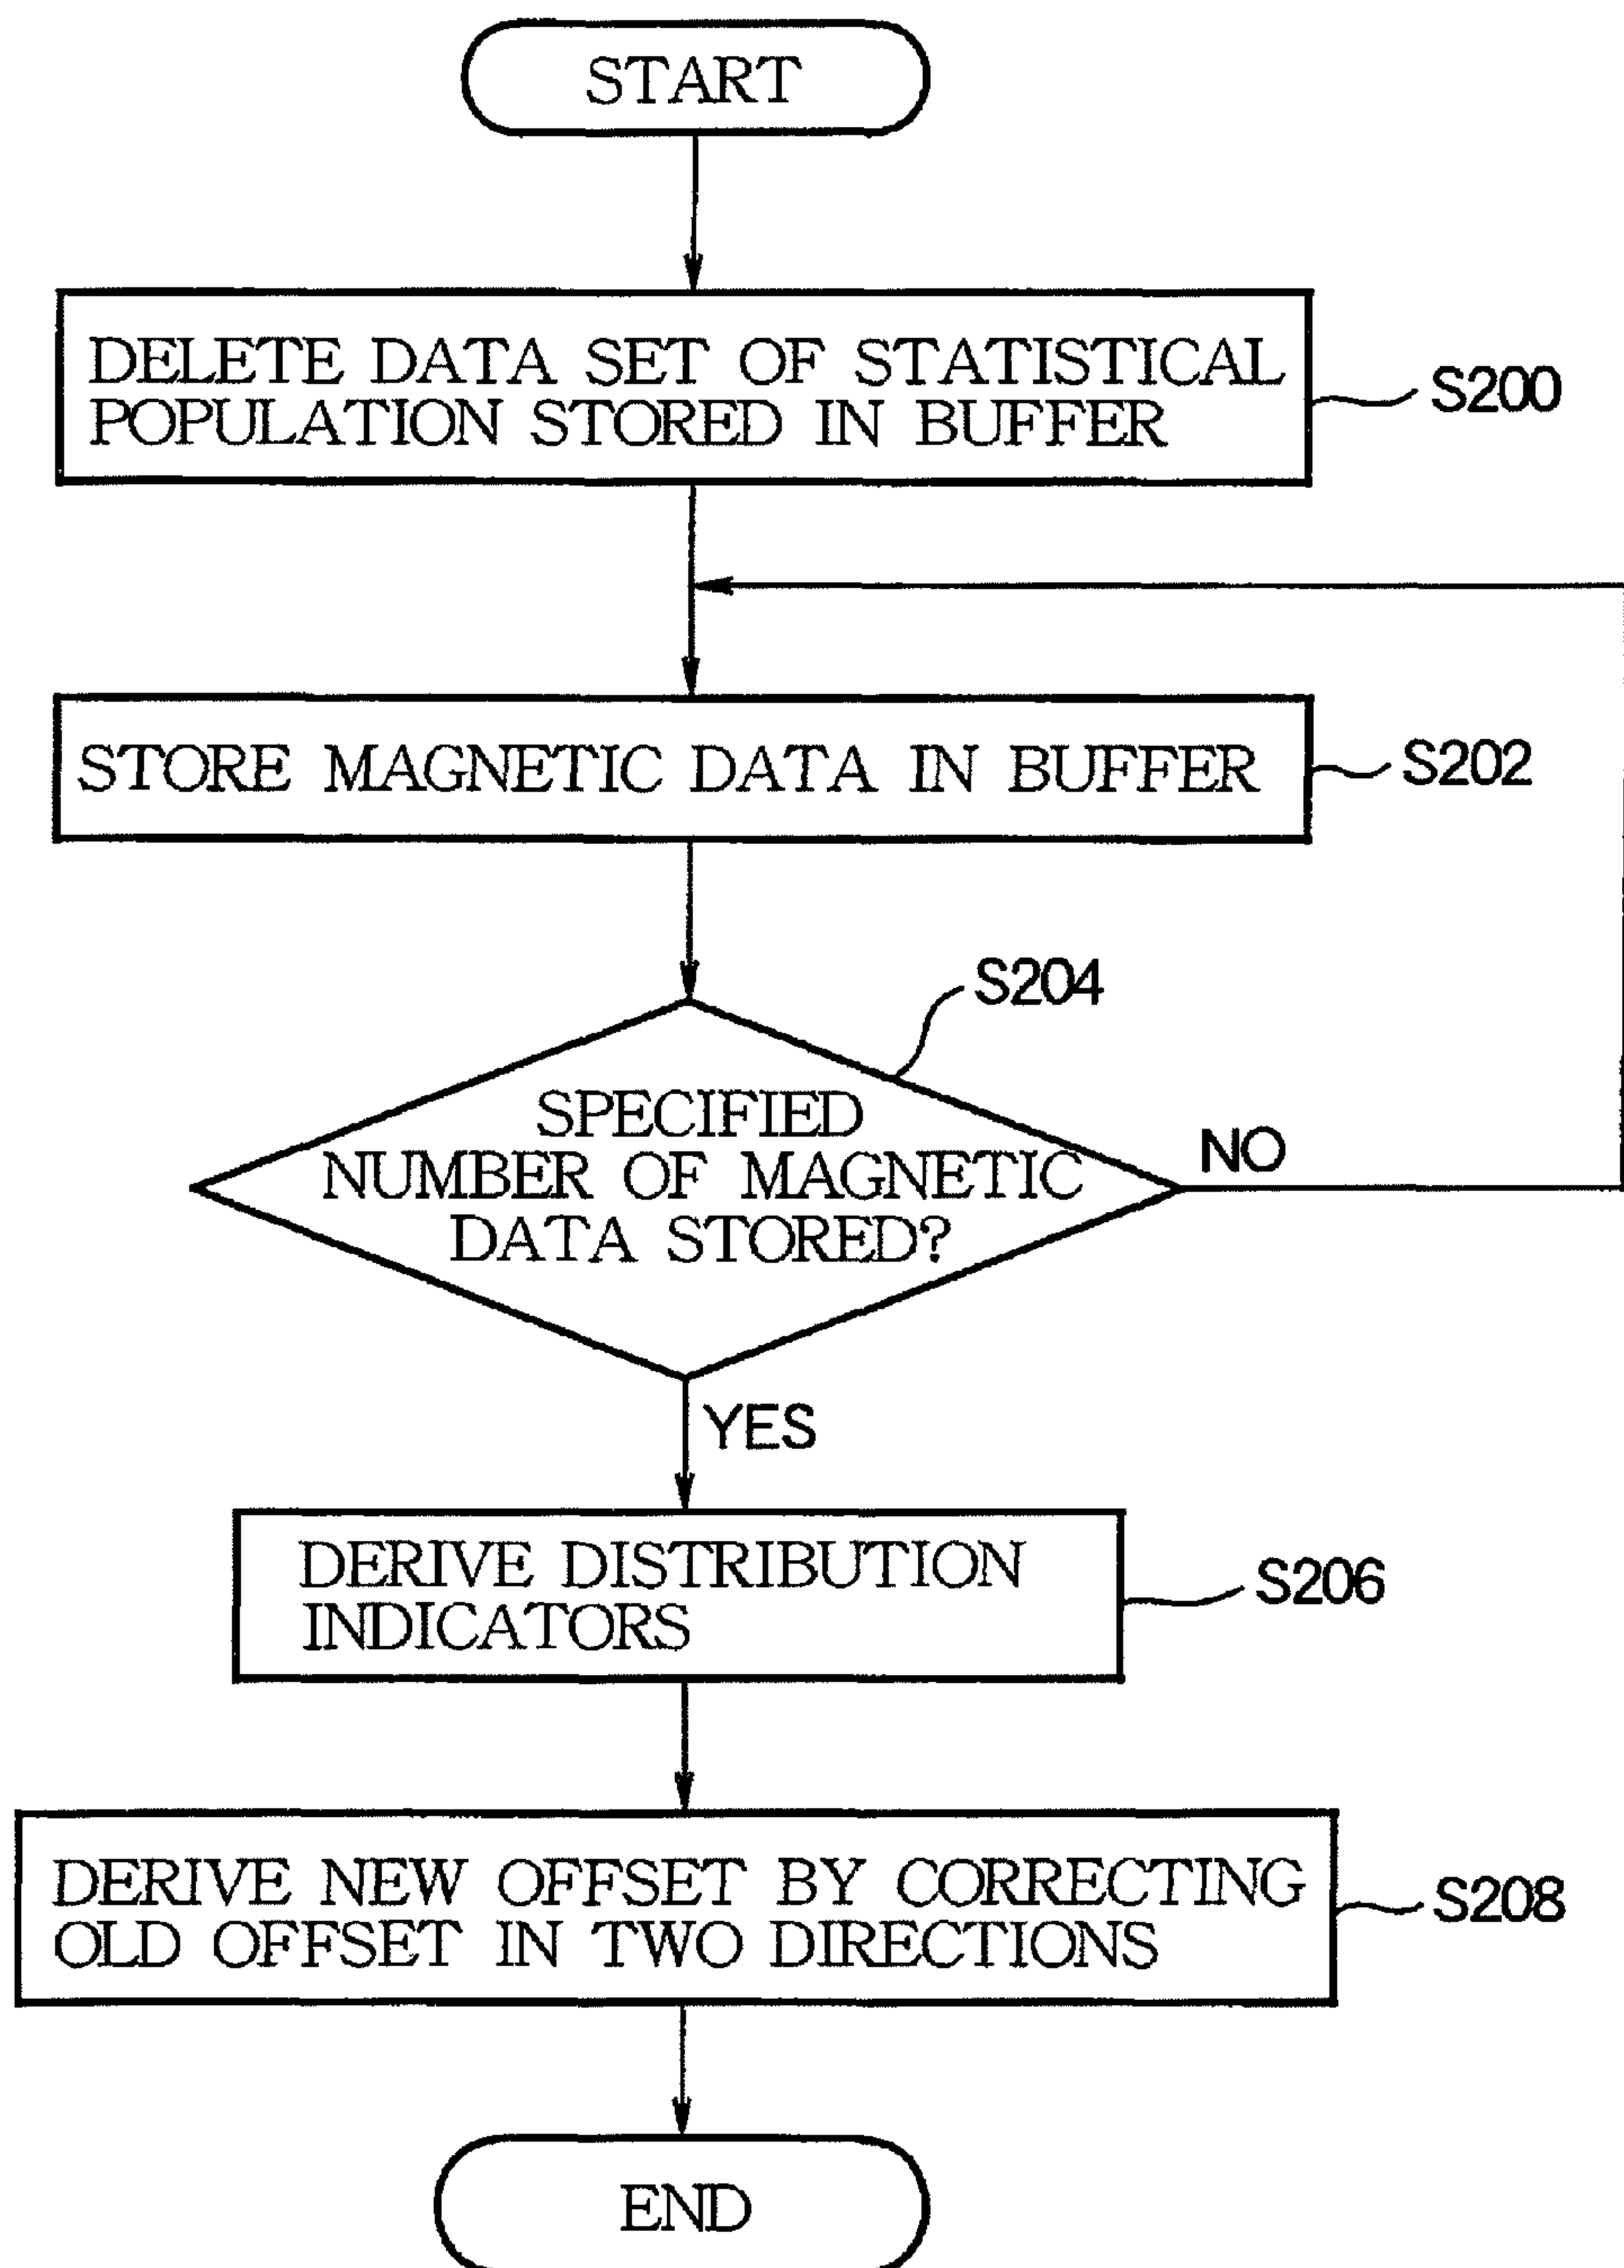 START
DELETE DATA SET OF STATISTICAL
POPULATION STORED IN BUFFER
S200
STORE MAGNETIC DATA IN BUFFER
S202
S204
SPECIFIED
NUMBER OF MAGNETIC
DATA STORED?
NO
YES
DERIVE DISTRIBUTION
INDICATORS
S206
DERIVE NEW OFFSET BY CORRECTING
OLD OFFSET IN TWO DIRECTIONS
S208
END